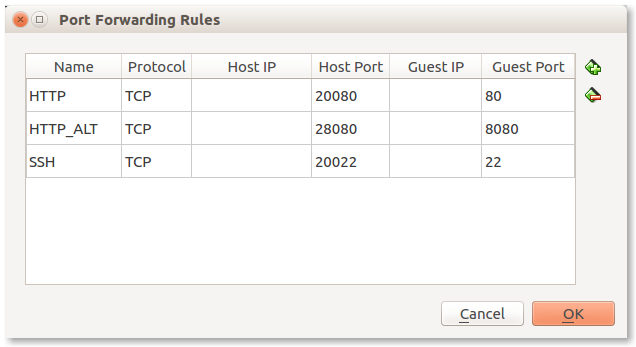 Port Forwarding Rules
Name Protocol Host IP Host Port Guest IP Guest Port
HTTP TCP 20080 80
HTTP_ALT TCP 28080 8080
SSH TCP 20022 22
Cancel OK